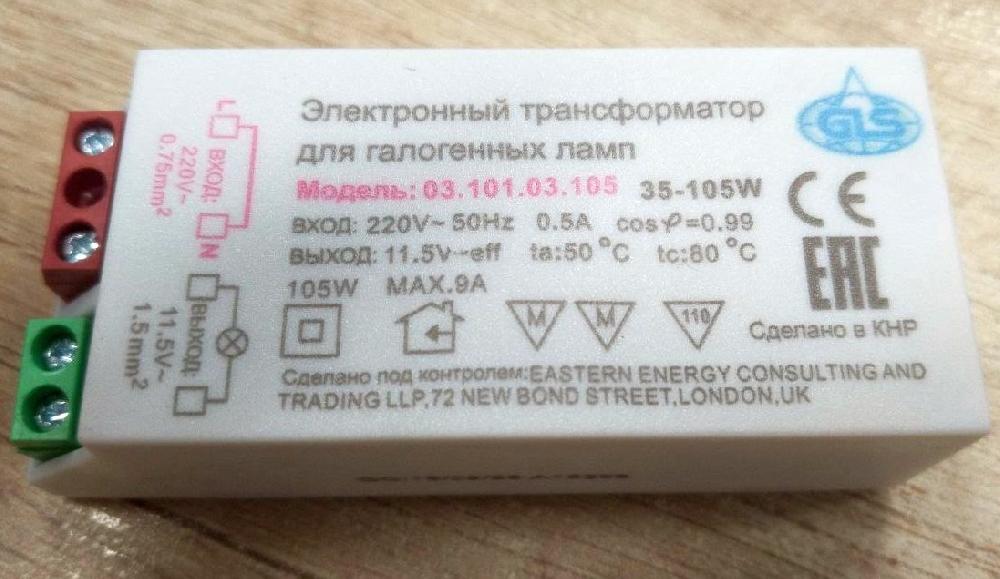 Электронный трансформатор
для галогенных ламп
Модель: 03.101.03.105 35-105W
ВХОД: 220V~ 50Hz 0.5A cosφ=0.99
ВЫХОД: 11.5V~eff ta:50°C tc:80°C
105W MAX.9A
M M 110
Сделано в КНР
Сделано под контролем:EASTERN ENERGY CONSULTING AND
TRADING LLP.72 NEW BOND STREET,LONDON,UK
GLS
CE
EAC
L
ВХОД:
220V~
0.75mm²
N
ВЫХОД:
11.5V~
1.5mm²